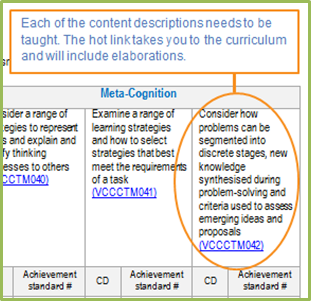 Each of the content descriptions needs to be
taught. The hot link takes you to the curriculum
and will include elaborations.
Meta-Cognition
sider a range of
egies to represent
s and explain and
fy thinking
esses to others
CCTM040)
Examine a range of
learning strategies
and how to select
strategies that best
meet the requirements
of a task
(VCCCTM041)
Consider how
problems can be
segmented into
discrete stages, new
knowledge
synthesised during
problem-solving and
criteria used to assess
emerging ideas and
proposals
(VCCCTM042)
Achievement
standard #
CD
Achievement
standard #
CD
Achievement
standard #